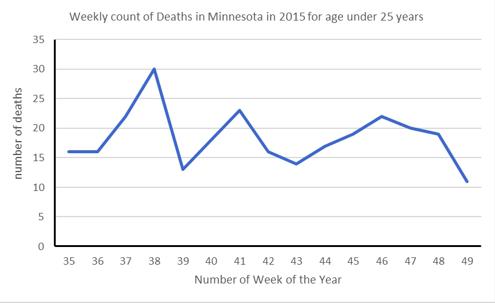 Weekly count of Deaths in Minnesota in 2015 for age under 25 years
number of deaths
35
30
25
20
15
10
5
0
35 36 37 38 39 40 41 42 43 44 45 46 47 48 49
Number of Week of the Year